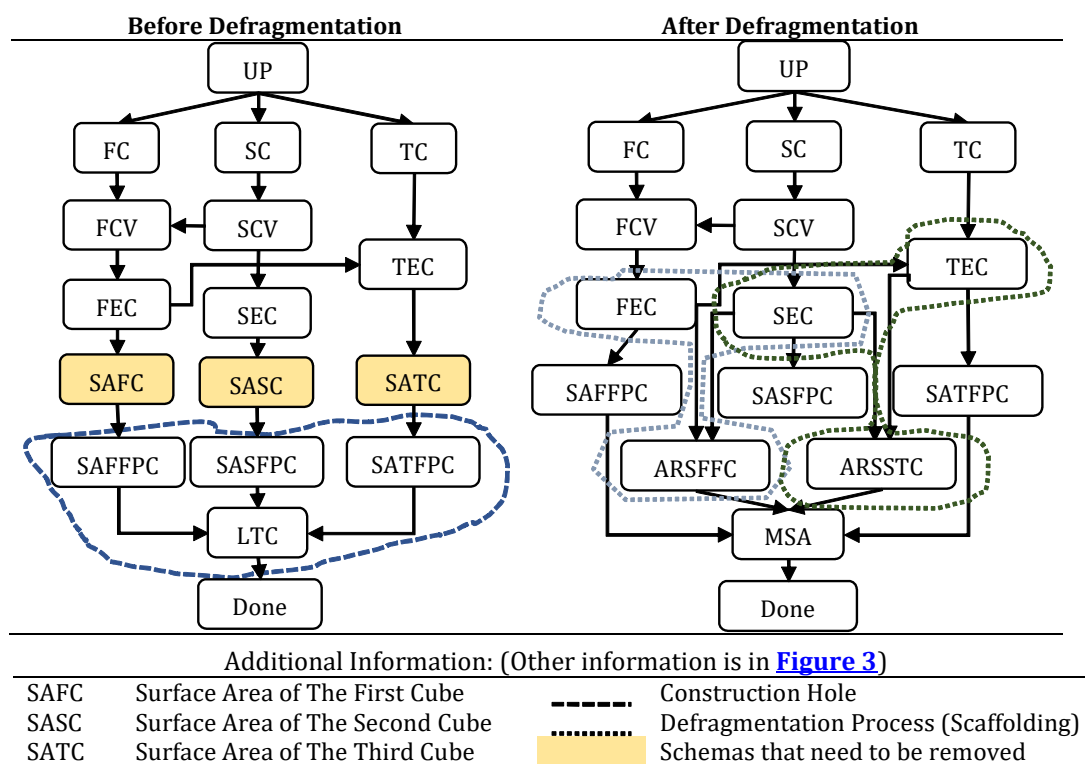 Before Defragmentation
After Defragmentation
UP
FC
SC
TC
FCV
SCV
TEC
FEC
SEC
SAFC
SASC
SATC
SAFFPC
SASFPC
SATFPC
LTC
Done
UP
FC
SC
TC
FCV
SCV
TEC
FEC
SEC
SAFFPC
SASFPC
SATFPC
ARSFFC
ARSSTC
MSA
Done
Additional Information: (Other information is in Figure 3)
SAFC Surface Area of The First Cube
Construction Hole
SASC Surface Area of The Second Cube
Defragmentation Process (Scaffolding)
SATC Surface Area of The Third Cube
Schemas that need to be removed